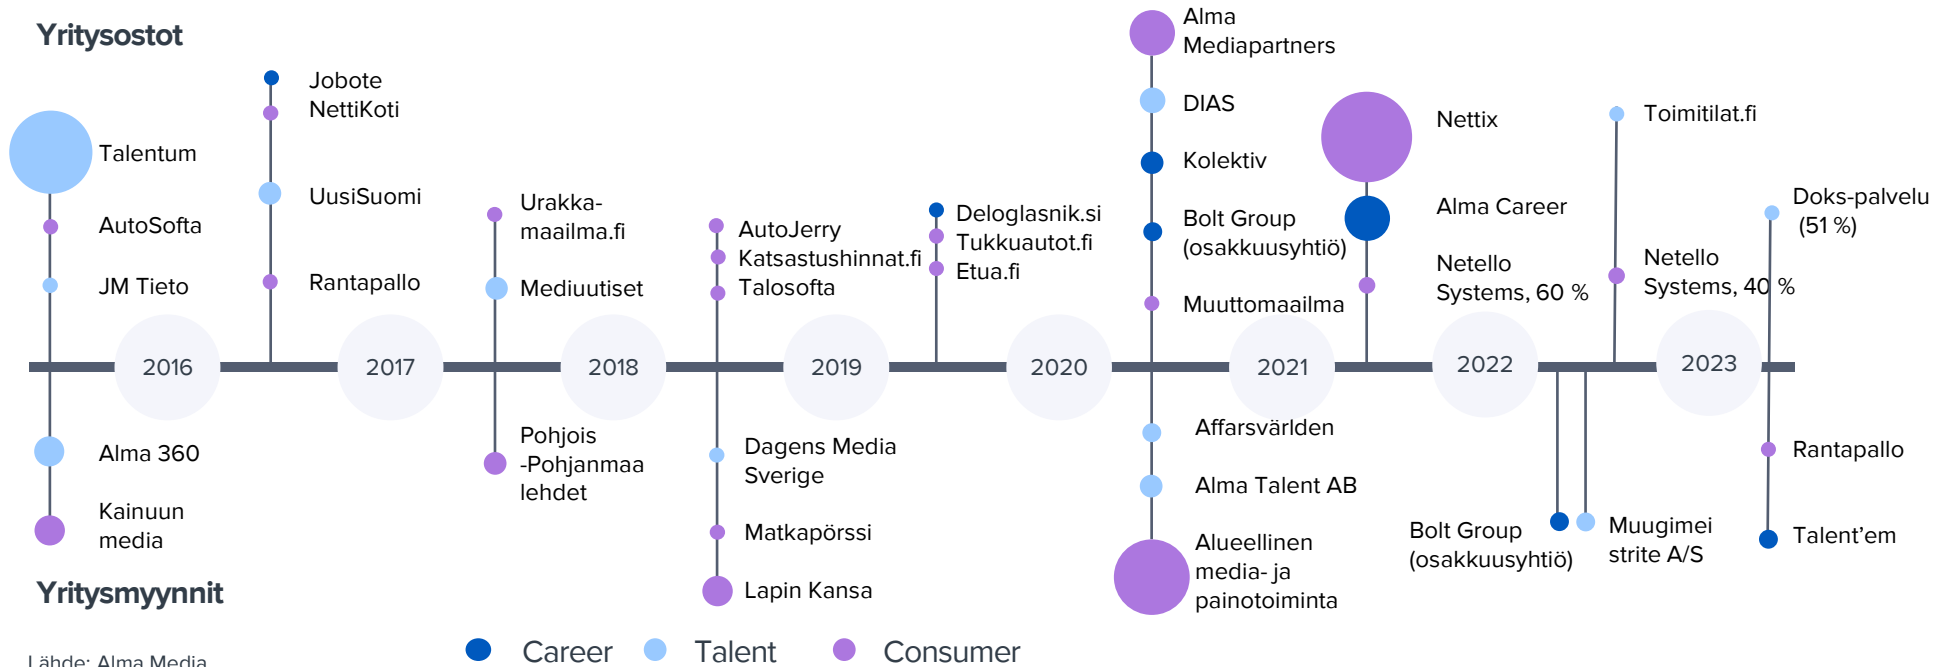 Yritysostot
Talentum
AutoSofta
JM Tieto
Jobote
NettiKoti
UusiSuomi
Rantapallo
Urakka-
maailma.fi
Mediuutiset
AutoJerry
Katsastushinnat.fi
Talosofta
Deloglasnik.si
Tukkuautot.fi
Etua.fi
Alma
Mediapartners
DIAS
Kolektiv
Bolt Group
(osakkuusyhtiö)
Muuttomaailma
Nettix
Alma Career
Netello
Systems, 60 %
Toimitilat.fi
Netello
Systems, 40 %
Doks-palvelu
(51 %)
2016
2017
2018
2019
2020
2021
2022
2023
Alma 360
Kainuun
media
Pohjois
-Pohjanmaa
lehdet
Dagens Media
Sverige
Matkapörssi
Lapin Kansa
Affarsvärlden
Alma Talent AB
Alueellinen
media- ja
painotoiminta
Bolt Group
(osakkuusyhtiö)
Muugimei
strite A/S
Rantapallo
Talent’em
Yritysmyynnit
Career
Talent
Consumer
Lähde: Alma Media